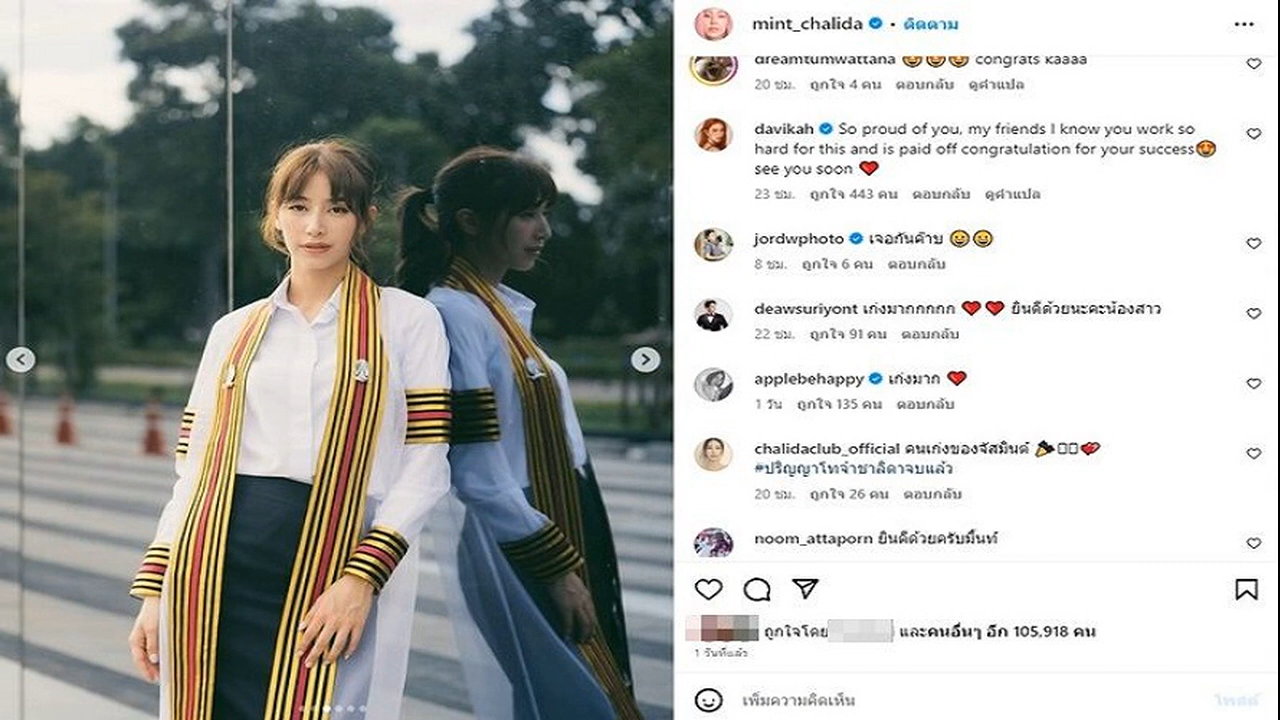 mint_chalida • ติดตาม
dreamtumwattana congrats kaaaa
20 ชม. ถูกใจ 4 คน ตอบกลับ ดูคำแปล
davikah So proud of you, my friends I know you work so
hard for this and is paid off congratulation for your success
see you soon
23 ชม. ถูกใจ 443 คน ตอบกลับ ดูคำแปล
jordwphoto เจอกันค้าบ
8 ชม. ถูกใจ 6 คน ตอบกลับ
deawsuriyont เก่งมากกกกก ยินดีด้วยนะคะน้องสาว
22 ชม. ถูกใจ 91 คน ตอบกลับ
applebehappy เก่งมาก
1 วัน ถูกใจ 135 คน ตอบกลับ
chalidaclub_official คนเก่งของจัสมินต์
#ปริญญาโทจ๋าชาลิดาจบแล้ว
20 ชม. ถูกใจ 26 คน ตอบกลับ
noom_attaporn ยินดีด้วยครับมิ้นท์
ถูกใจโดย และคนอื่นๆ อีก 105,918 คน
1 วันที่แล้ว
เพิ่มความคิดเห็น
โพสต์